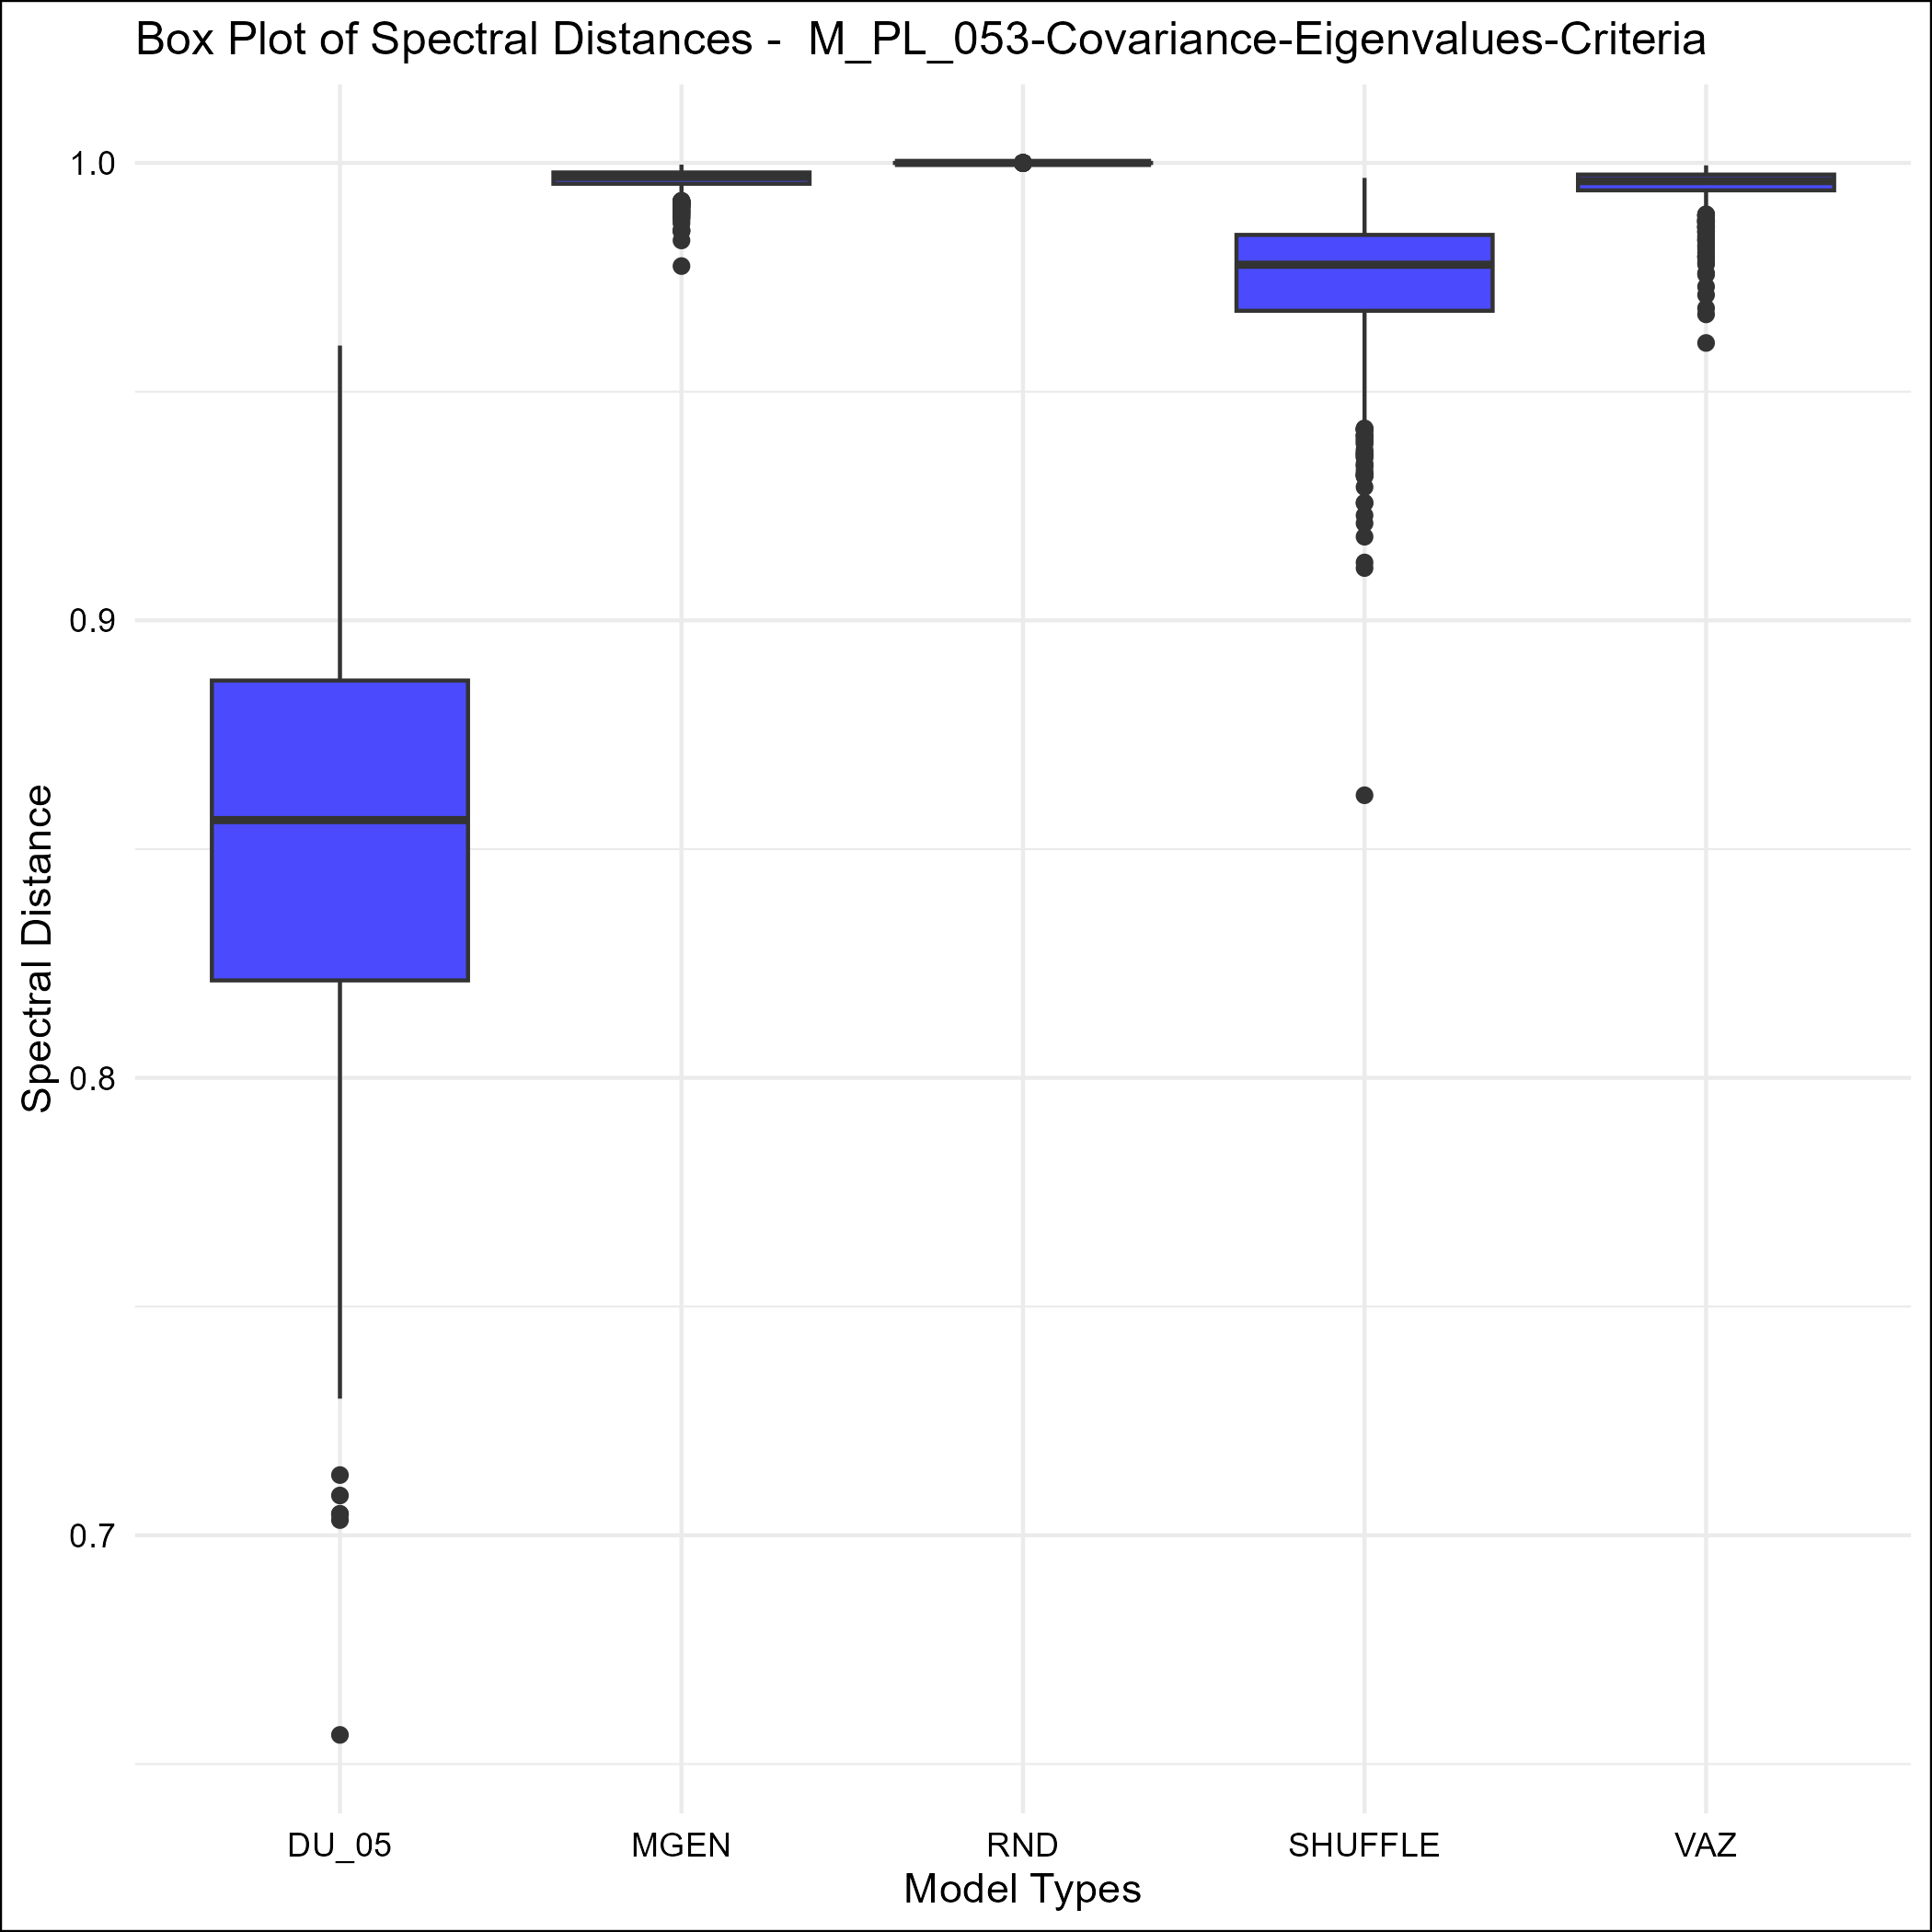 Box Plot of Spectral Distances -  M_PL_053-Covariance-Eigenvalues-Criteria
Spectral Distance
1.0
0.9
0.8
0.7
DU_05 MGEN RND SHUFFLE VAZ
Model Types